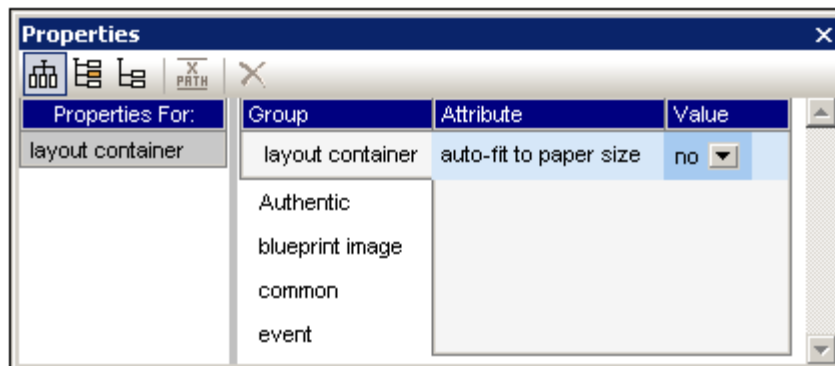 Properties
X
PATH
Properties For: Group Attribute Value
layout container layout container auto-fit to paper size no
Authentic
blueprint image
common
event